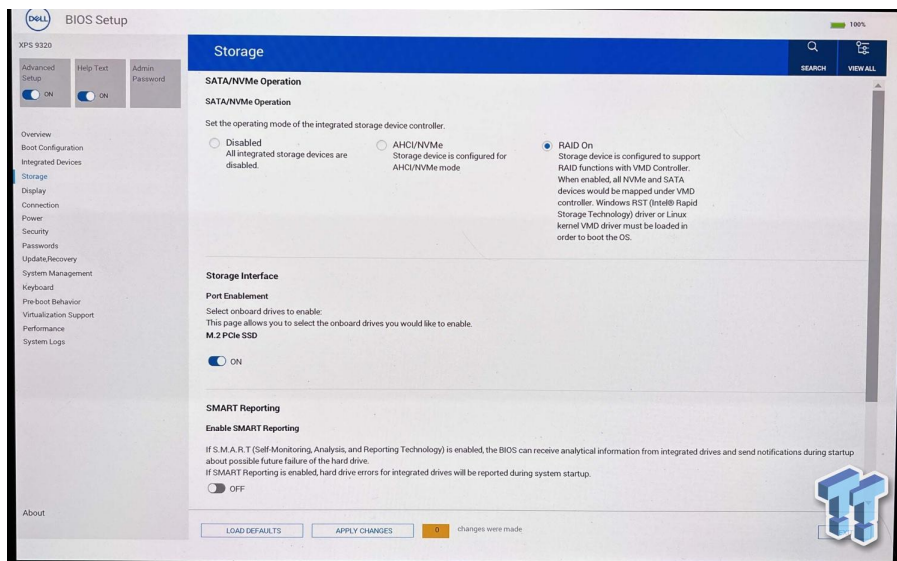 DELL
BIOS Setup
100%
XPS 9320
Advanced Setup
ON
Help Text
ON
Admin Password
Storage
SEARCH
VIEW ALL
Overview
Boot Configuration
Integrated Devices
Storage
Display
Connection
Power
Security
Passwords
Update,Recovery
System Management
Keyboard
Pre-boot Behavior
Virtualization Support
Performance
System Logs
About
SATA/NVMe Operation
SATA/NVMe Operation
Set the operating mode of the integrated storage device controller.
Disabled
All integrated storage devices are
disabled.
AHCI/NVMe
Storage device is configured for
AHCI/NVMe mode
RAID On
Storage device is configured to support
RAID functions with VMD Controller.
When enabled, all NVMe and SATA
devices would be mapped under VMD
controller. Windows RST (Intel® Rapid
Storage Technology) driver or Linux
kernel VMD driver must be loaded in
order to boot the OS.
Storage Interface
Port Enablement
Select onboard drives to enable:
This page allows you to select the onboard drives you would like to enable.
M.2 PCIe SSD
ON
SMART Reporting
Enable SMART Reporting
If S.M.A.R.T (Self-Monitoring, Analysis, and Reporting Technology) is enabled, the BIOS can receive analytical information from integrated drives and send notifications during startup
about possible future failure of the hard drive.
If SMART Reporting is enabled, hard drive errors for integrated drives will be reported during system startup.
OFF
LOAD DEFAULTS
APPLY CHANGES
0
changes were made